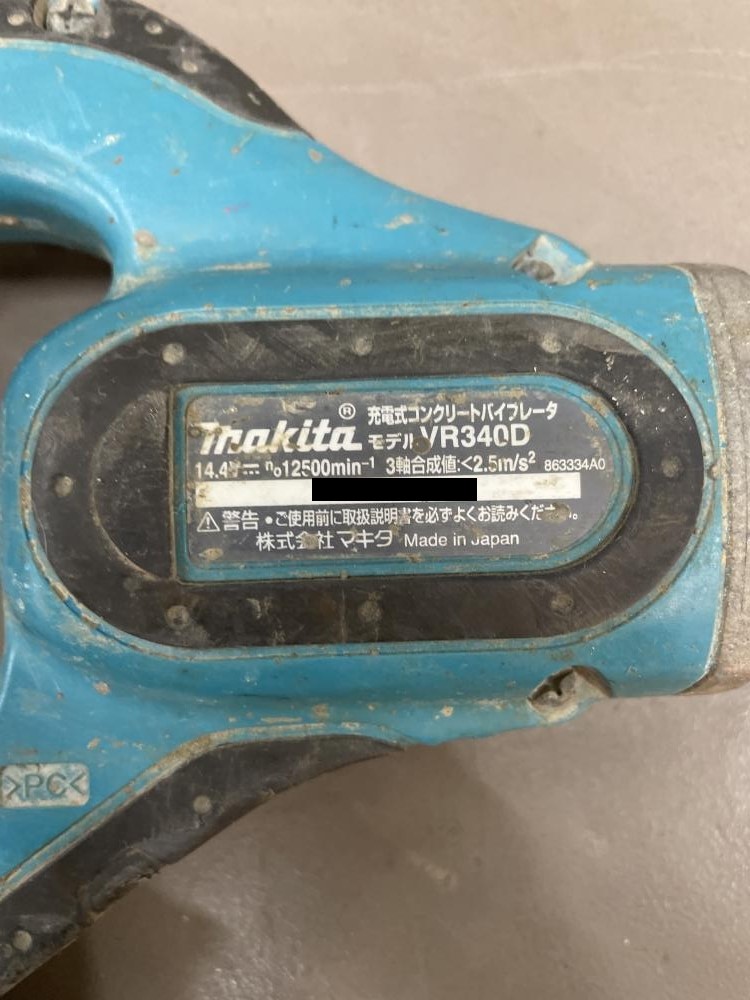 ® 充電式コンクリートバイブレータ
makita モデル VR340D
14.4V⎓ n₀12500min⁻¹ 3軸合成値:<2.5m/s² 863334A0
⚠警告 •ご使用前に取扱説明書を必ずよくお読みください。
株式会社マキタ Made in Japan
>PC<